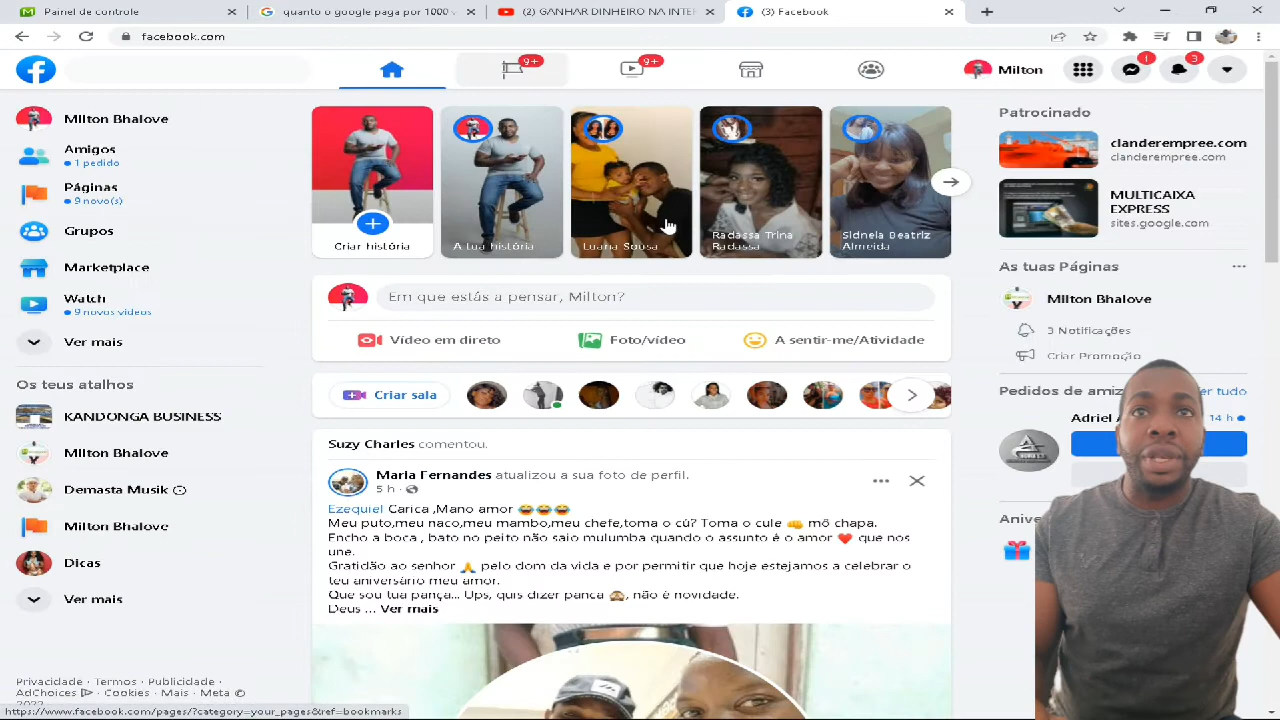 Painel de controle
quanto o google paga por 1000 v
(2) GANHAR DINHEIRO NA INTER
(3) Facebook
facebook.com
9+
9+
Milton
1
3
Milton Bhalove
Amigos
1 pedido
Páginas
9 novo(s)
Grupos
Marketplace
Watch
9 novos vídeos
Ver mais
Os teus atalhos
KANDONGA BUSINESS
Milton Bhalove
Demasta Musik
Milton Bhalove
Dicas
Ver mais
Privacidade · Termos · Publicidade ·
AdChoices · Cookies · Mais · Meta ©
2022
https://www.facebook.com/pages/?category=your_pages&ref=bookmarks
Criar história
A tua história
Luana Sousa
Radassa Trina
Radassa
Sidnela Beatriz
Almeida
Em que estás a pensar, Milton?
Vídeo em direto
Foto/vídeo
A sentir-me/Atividade
Criar sala
Suzy Charles comentou.
Maria Fernandes atualizou a sua foto de perfil.
5 h ·
Ezequiel Carica ,Mano amor 😂😂😂
Meu puto,meu naco,meu mambo,meu chefe,toma o cú? Toma o cule 👊 mõ chapa.
Encho a boca , bato no peito não saio mulumba quando o assunto é o amor ❤️ que nos
une.
Gratidão ao senhor 🙏 pelo dom da vida e por permitir que hoje estejamos a celebrar o
teu aniversário meu amor.
Que sou tua pança... Ups, quis dizer panca 🙈, não é novidade.
Deus ... Ver mais
Patrocinado
clanderempree.com
clanderempree.com
MULTICAIXA
EXPRESS
sites.google.com
As tuas Páginas
Milton Bhalove
3 Notificações
Criar Promoção
Pedidos de amiz
er tudo
Adriel A
14 h
Anive